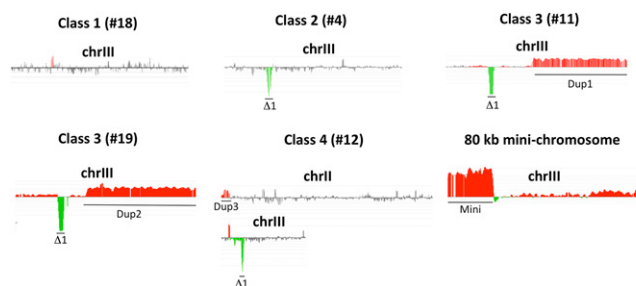 Class 1 (#18)
chrIII
Class 2 (#4)
chrIII
Δ1
Class 3 (#11)
chrIII
Δ1
Dup1
Class 3 (#19)
chrIII
Δ1
Dup2
Class 4 (#12)
chrII
Dup3
chrIII
Δ1
80 kb mini-chromosome
chrIII
Mini